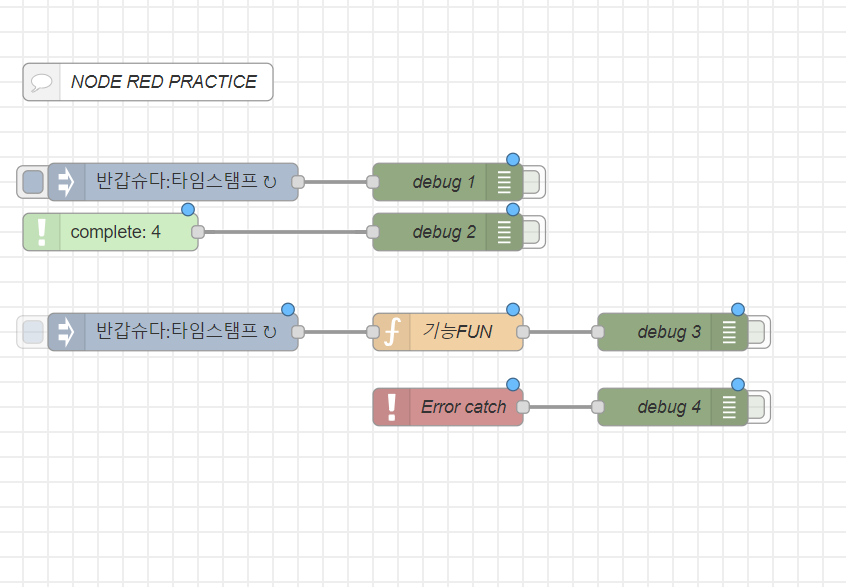 NODE RED PRACTICE
반갑슈다:타임스탬프 ↻
debug 1
complete: 4
debug 2
반갑슈다:타임스탬프 ↻
기능FUN
debug 3
Error catch
debug 4